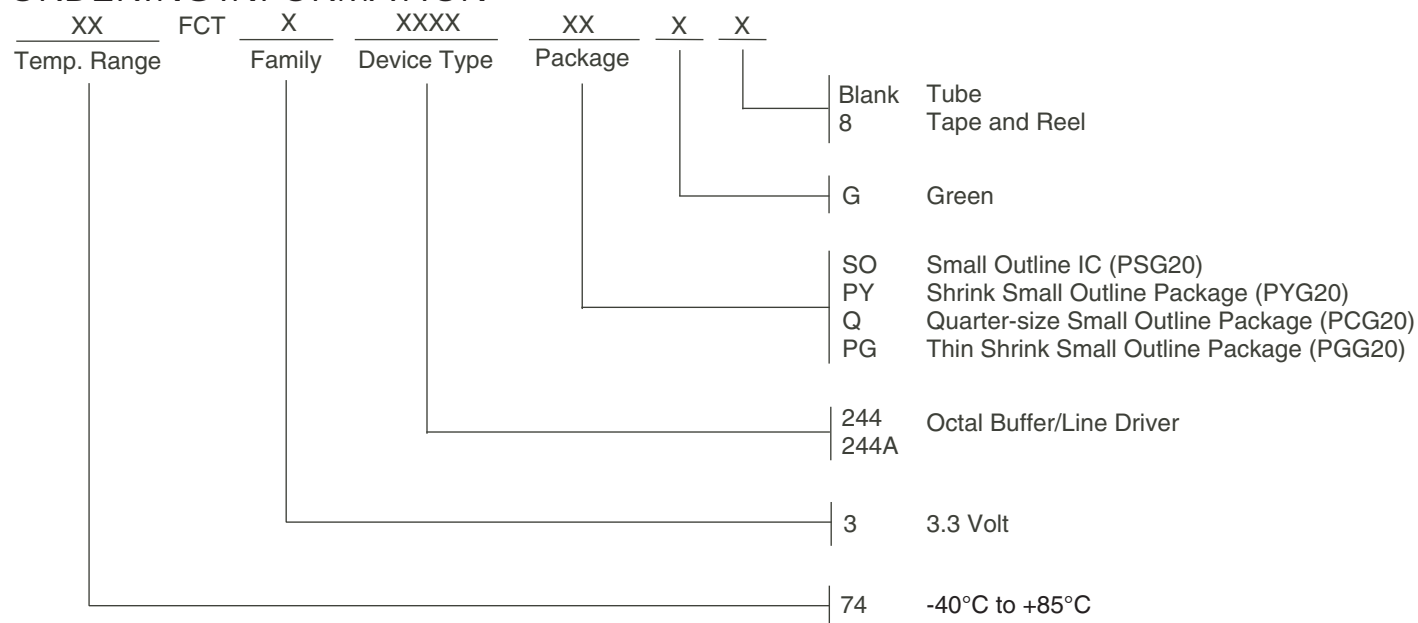 XX FCT X XXXX XX X X
Temp. Range Family Device Type Package
Blank Tube
8 Tape and Reel
G Green
SO Small Outline IC (PSG20)
PY Shrink Small Outline Package (PYG20)
Q Quarter-size Small Outline Package (PCG20)
PG Thin Shrink Small Outline Package (PGG20)
244 Octal Buffer/Line Driver
244A
3 3.3 Volt
74 -40°C to +85°C